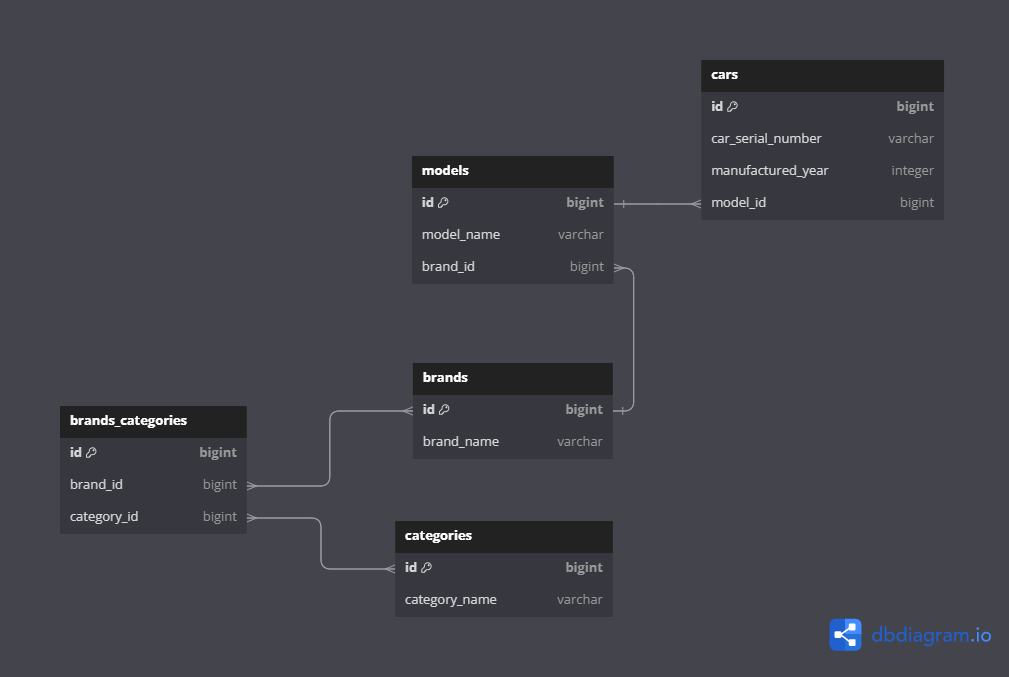 cars
id bigint
car_serial_number varchar
manufactured_year integer
model_id bigint
models
id bigint
model_name varchar
brand_id bigint
brands
id bigint
brand_name varchar
brands_categories
id bigint
brand_id bigint
category_id bigint
categories
id bigint
category_name varchar
dbdiagram.io